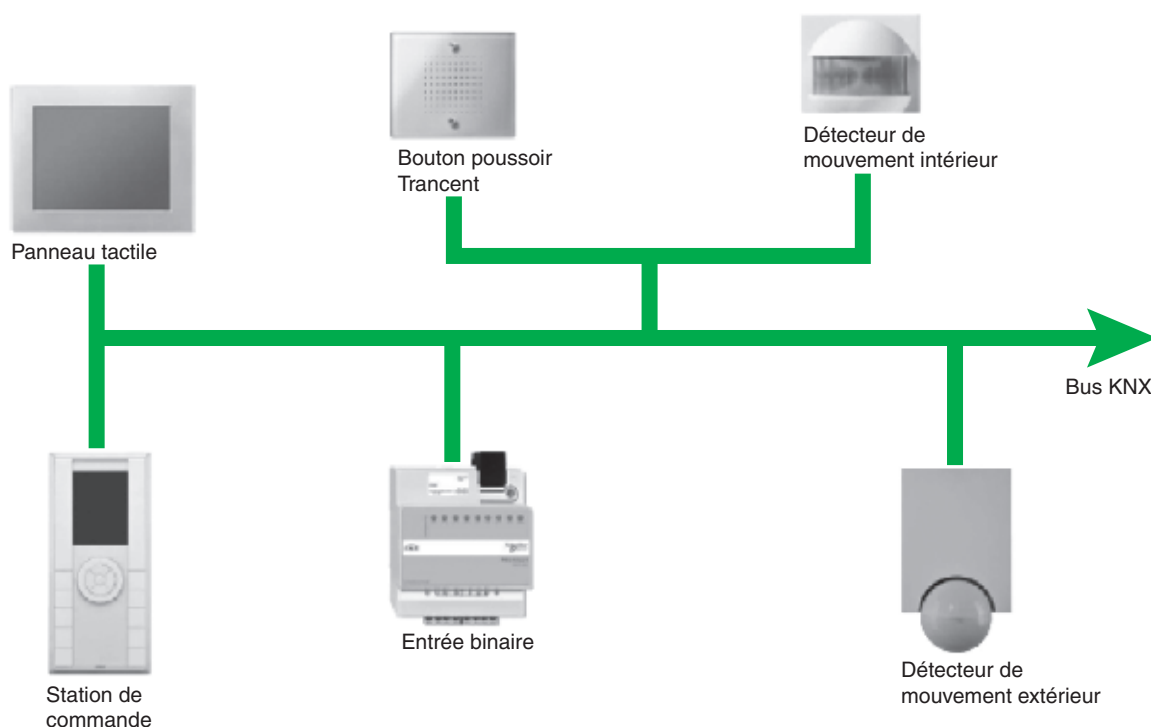 Bouton poussoir
Trancent
Détecteur de
mouvement intérieur
Panneau tactile
Bus KNX
Entrée binaire
Station de
commande
Détecteur de
mouvement extérieur